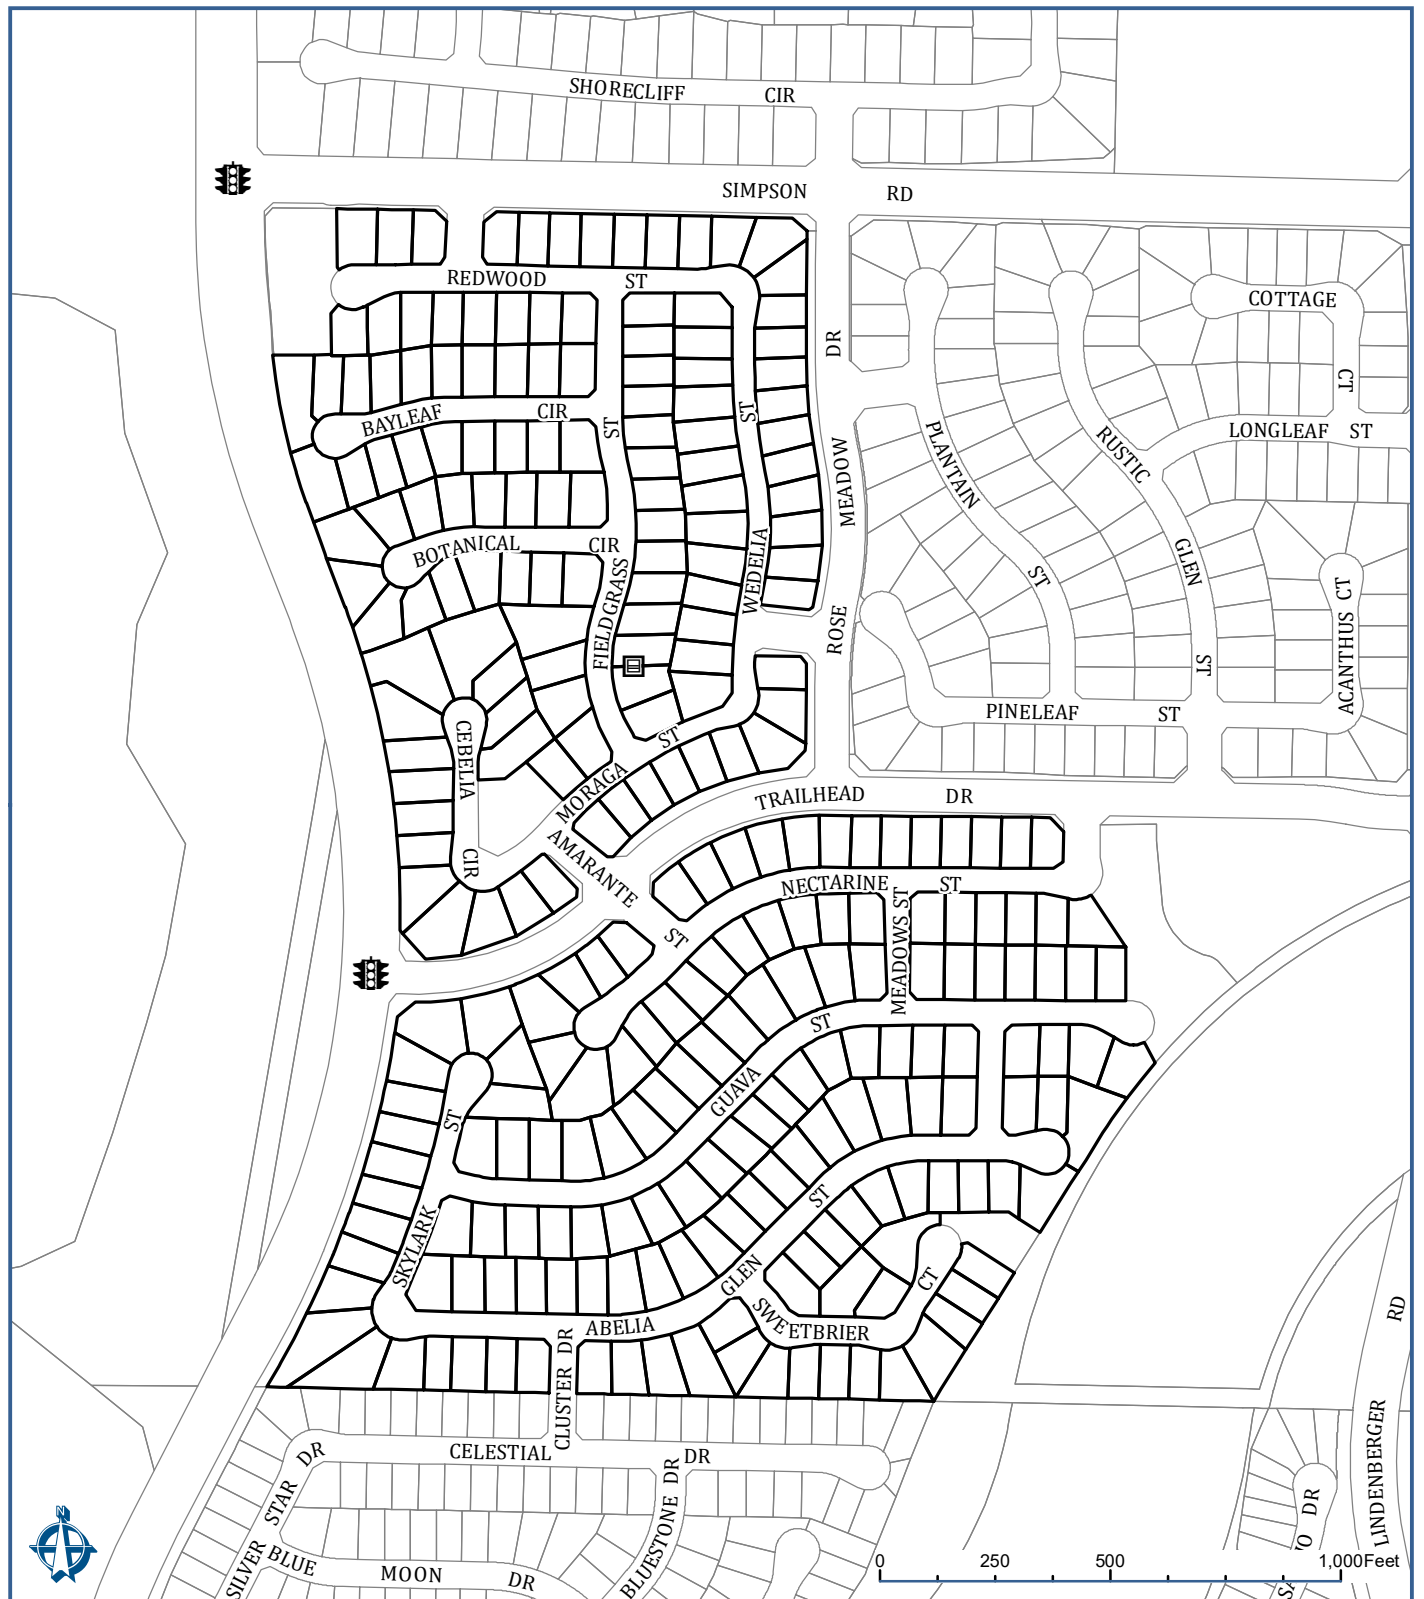 SHORECLIFF CIR
SIMPSON RD
REDWOOD ST
COTTAGE
CT
DR
BAYLEAF CIR
ST
ST
LONGLEAF ST
PLANTAIN
ST
RUSTIC
GLEN
ST
MEADOW
ROSE
BOTANICAL CIR
FIELDGRASS
WEDELIA
ACANTHUS CT
PINELEAF ST
CEBELIA
CIR
MORAGA ST
TRAILHEAD DR
AMARANTE
ST
NECTARINE ST
MEADOWS ST
GUAVA ST
ST
SKYLARK
GLEN ST
SWEETBRIER CT
ABELIA
CLUSTER DR
CELESTIAL DR
SILVER STAR DR
BLUE MOON DR
BLUESTONE DR
RD
LINDENBERGER
DR
N
0 250 500 1,000Feet